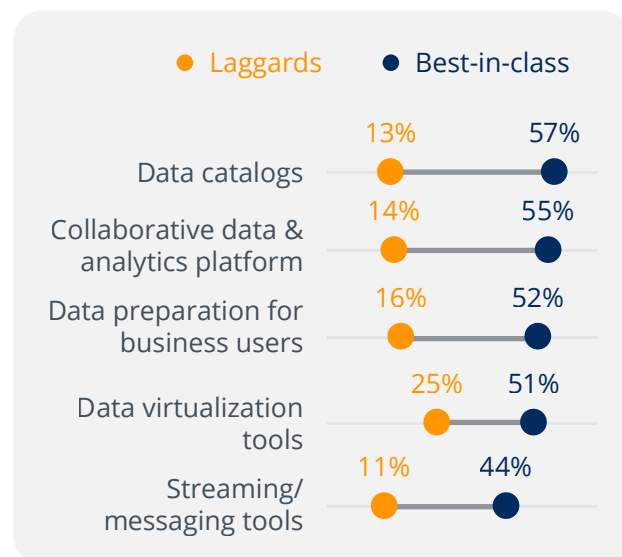 Laggards Best-in-class
13% 57%
Data catalogs
14% 55%
Collaborative data &
analytics platform
16% 52%
Data preparation for
business users
25% 51%
Data virtualization
tools
11% 44%
Streaming/
messaging tools